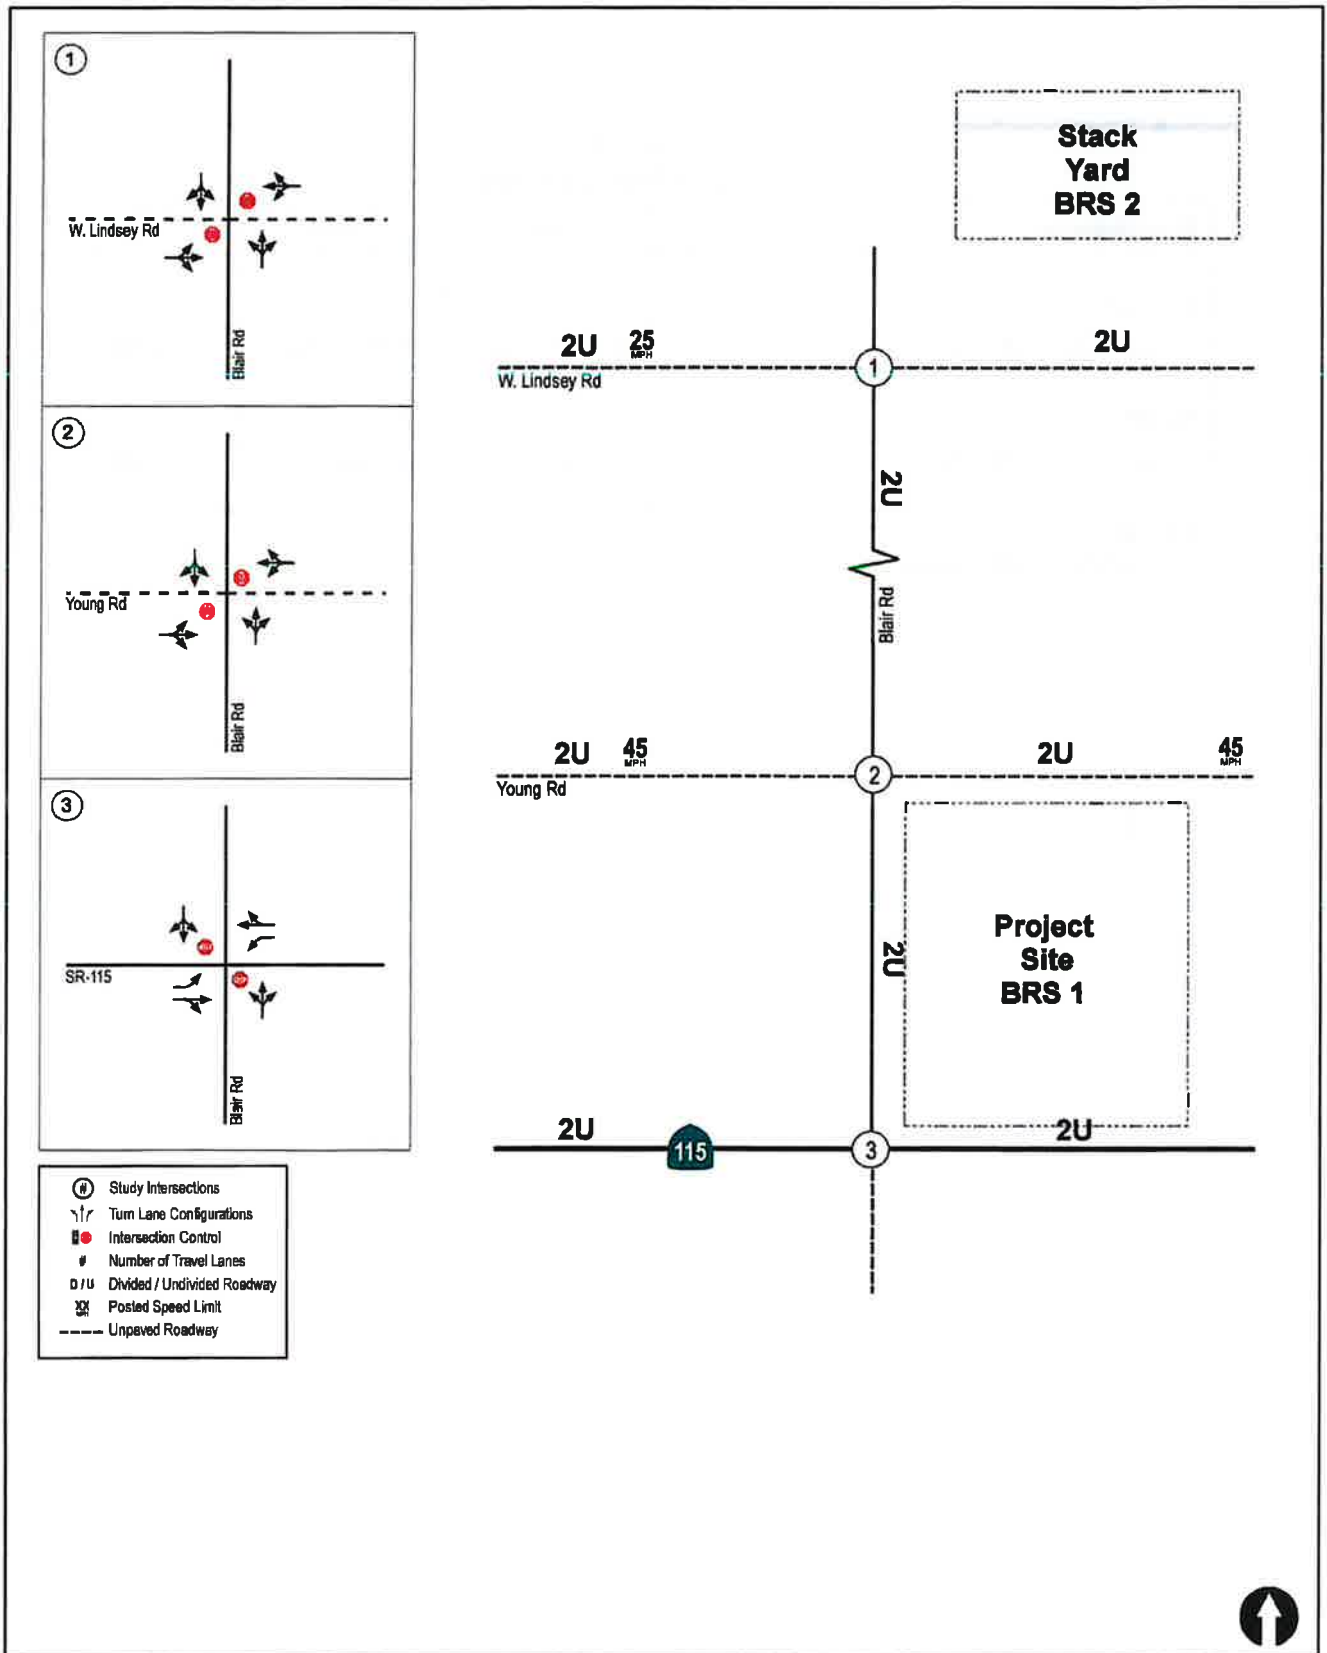 1
W. Lindsey Rd
Blair Rd
2
Young Rd
Blair Rd
3
SR-115
Blair Rd
# Study Intersections
Turn Lane Configurations
Intersection Control
# Number of Travel Lanes
D / U Divided / Undivided Roadway
XX MPH Posted Speed Limit
Unpaved Roadway
Stack
Yard
BRS 2
2U 25 MPH
2U
W. Lindsey Rd
1
2U
Blair Rd
2U 45 MPH
2U 45 MPH
Young Rd
2
2U
Project
Site
BRS 1
2U
115
3
2U